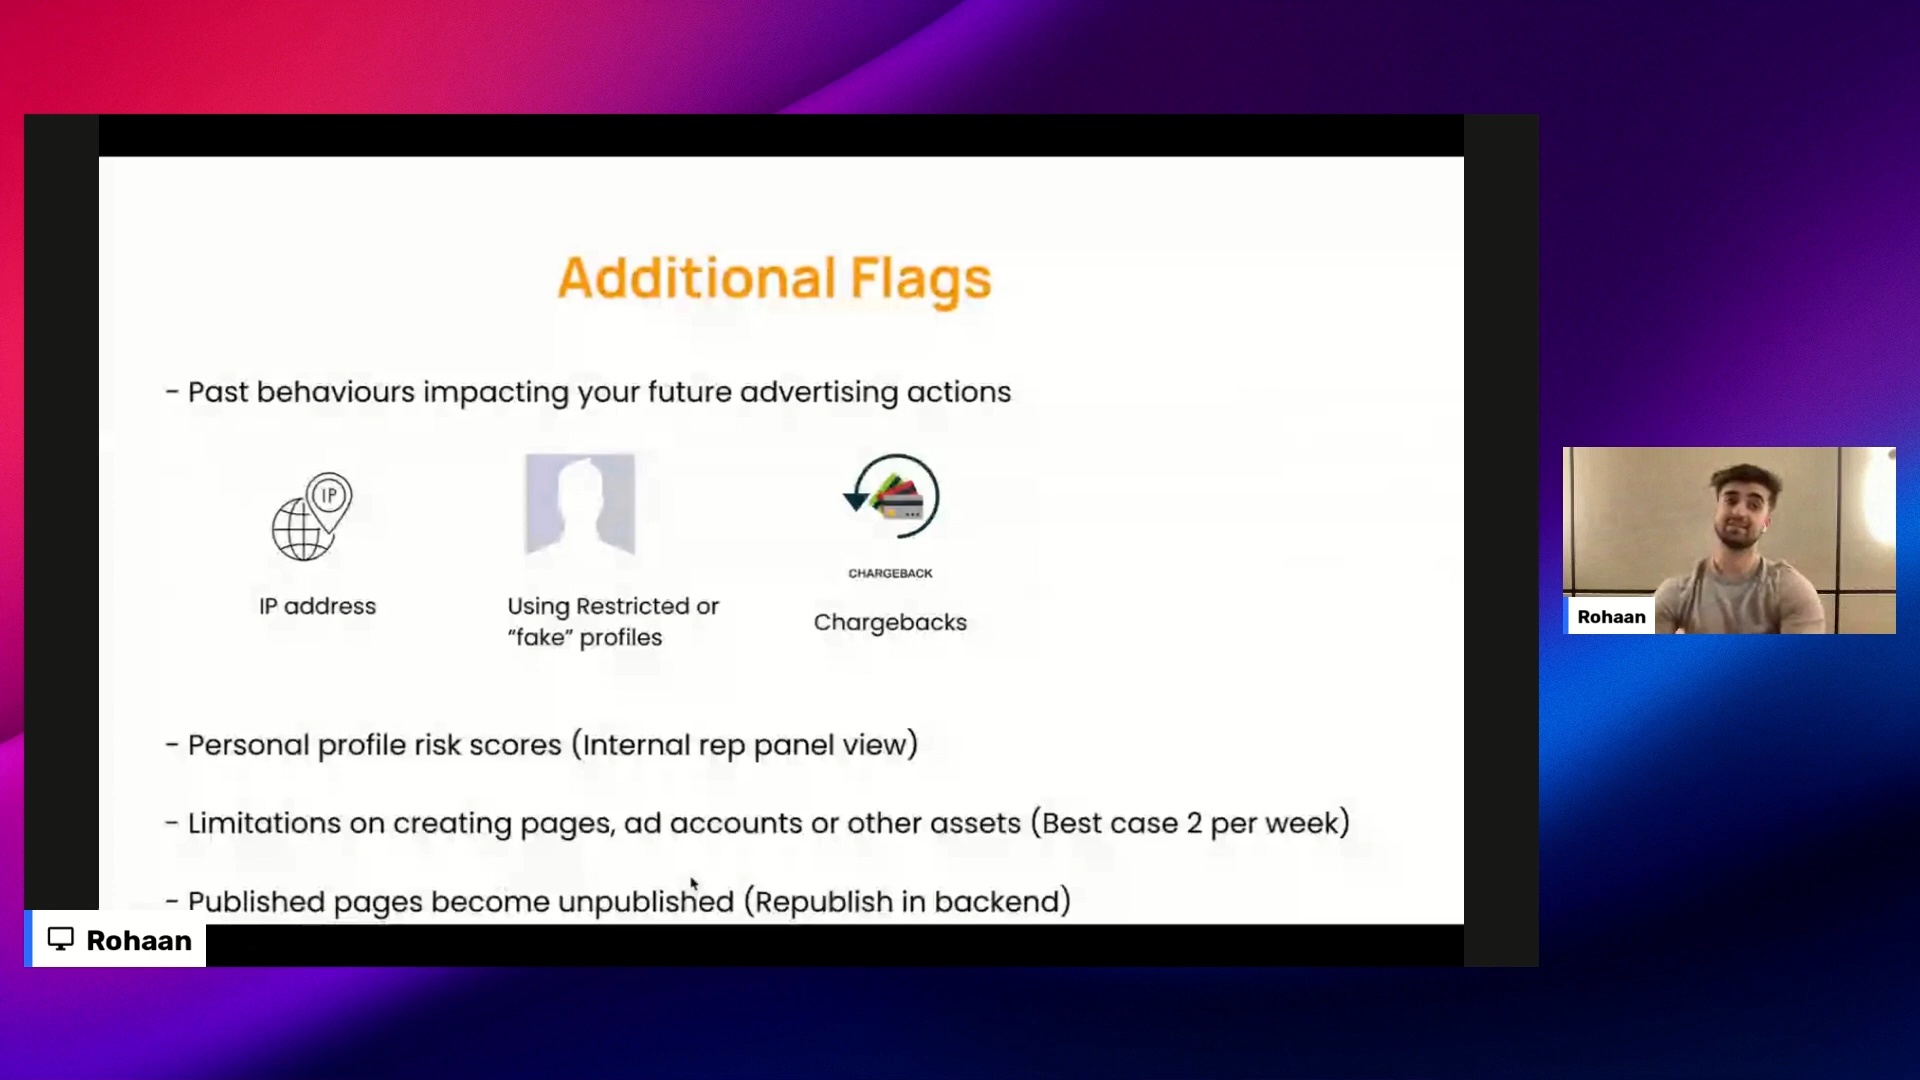 Additional Flags
- Past behaviours impacting your future advertising actions
IP
CHARGEBACK
IP address
Using Restricted or
“fake” profiles
Chargebacks
- Personal profile risk scores (Internal rep panel view)
- Limitations on creating pages, ad accounts or other assets (Best case 2 per week)
- Published pages become unpublished (Republish in backend)
Rohaan
Rohaan